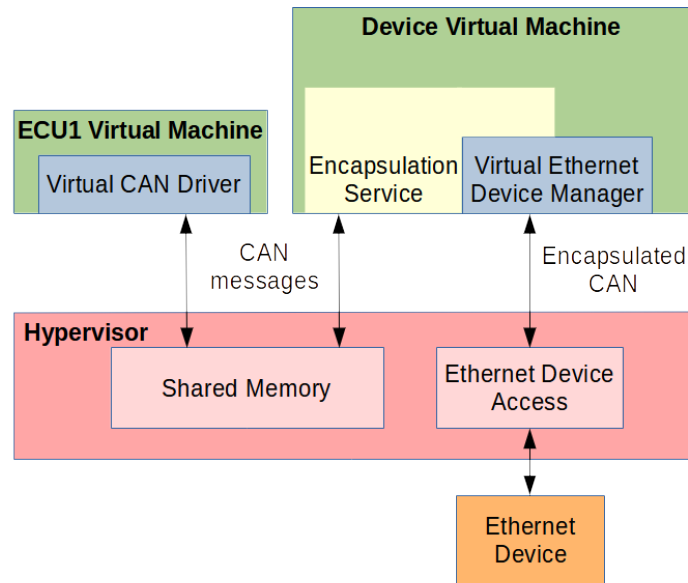 Device Virtual Machine
ECU1 Virtual Machine
Virtual CAN Driver
Encapsulation
Service
Virtual Ethernet
Device Manager
CAN
messages
Encapsulated
CAN
Hypervisor
Shared Memory
Ethernet Device
Access
Ethernet
Device